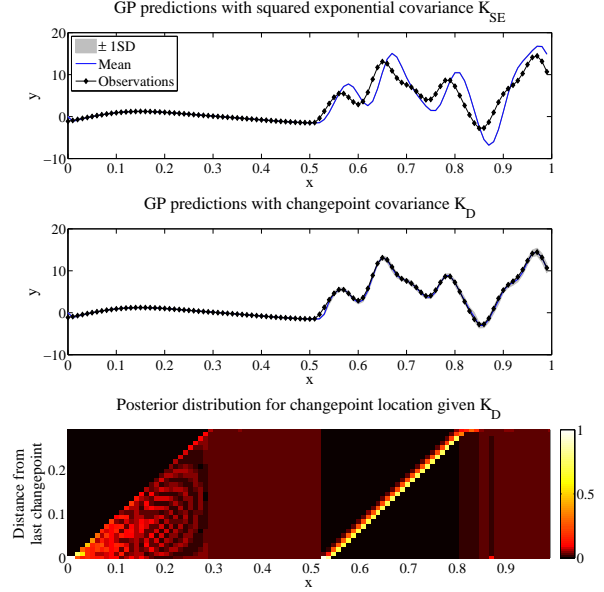 GP predictions with squared exponential covariance K_SE
± 1SD
Mean
Observations
20
10
0
−10
y
0 0.1 0.2 0.3 0.4 0.5 0.6 0.7 0.8 0.9 1
x
GP predictions with changepoint covariance K_D
20
10
0
−10
y
0 0.1 0.2 0.3 0.4 0.5 0.6 0.7 0.8 0.9 1
x
Posterior distribution for changepoint location given K_D
Distance from
last changepoint
0.2
0.1
0
0 0.1 0.2 0.3 0.4 0.5 0.6 0.7 0.8 0.9
x
1
0.5
0